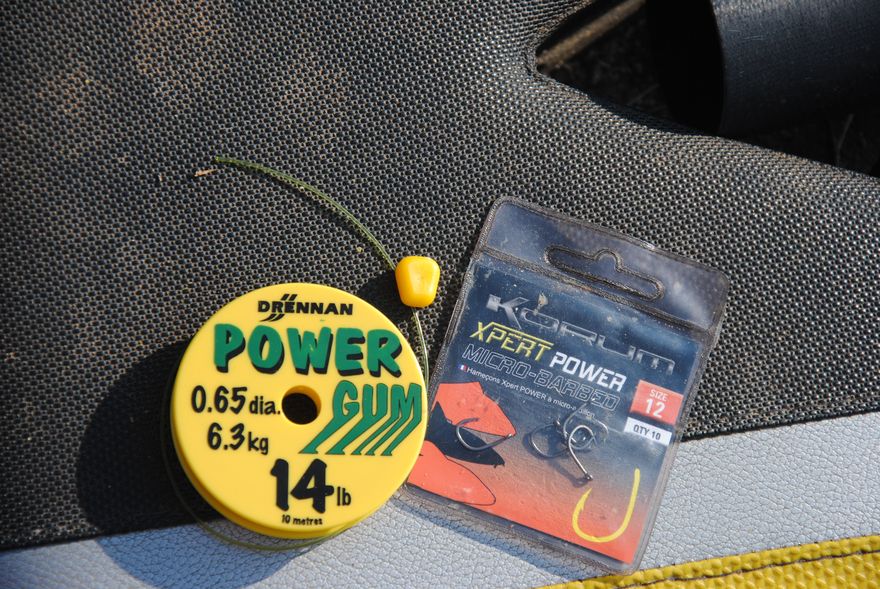 DRENNAN
POWER
GUM
0.65 dia.
6.3kg
14lb
10 metres
KORUM
XPERT POWER
MICRO-BARBED
Hameçons Xpert POWER à micro-ardillon
SIZE
12
QTY 10